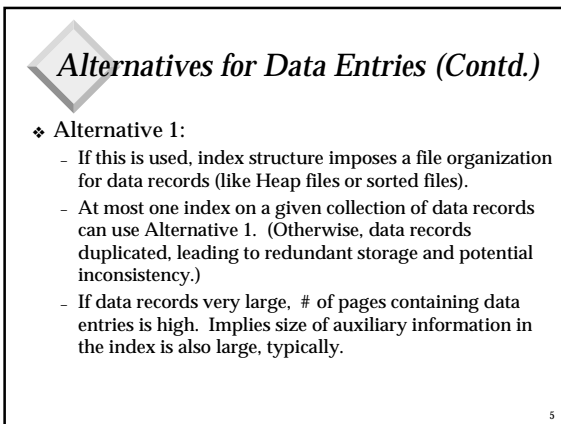 Alternatives for Data Entries (Contd.)
❖ Alternative 1:
– If this is used, index structure imposes a file organization
for data records (like Heap files or sorted files).
– At most one index on a given collection of data records
can use Alternative 1. (Otherwise, data records
duplicated, leading to redundant storage and potential
inconsistency.)
– If data records very large, # of pages containing data
entries is high. Implies size of auxiliary information in
the index is also large, typically.
5